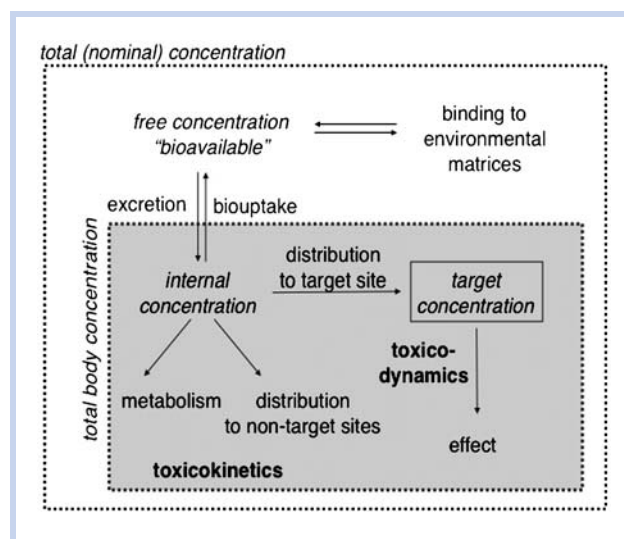 total (nominal) concentration
free concentration
"bioavailable"
binding to
environmental
matrices
excretion
biouptake
total body concentration
distribution
to target site
internal
concentration
target
concentration
toxico-
dynamics
metabolism
distribution
to non-target sites
effect
toxicokinetics